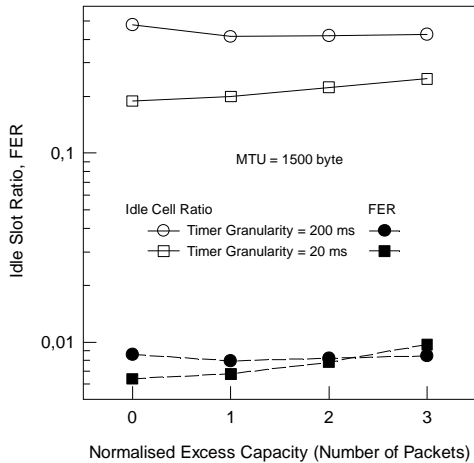 Idle Slot Ratio, FER
0,1
0,01
MTU = 1500 byte
Idle Cell Ratio FER
Timer Granularity = 200 ms
Timer Granularity = 20 ms
0 1 2 3
Normalised Excess Capacity (Number of Packets)